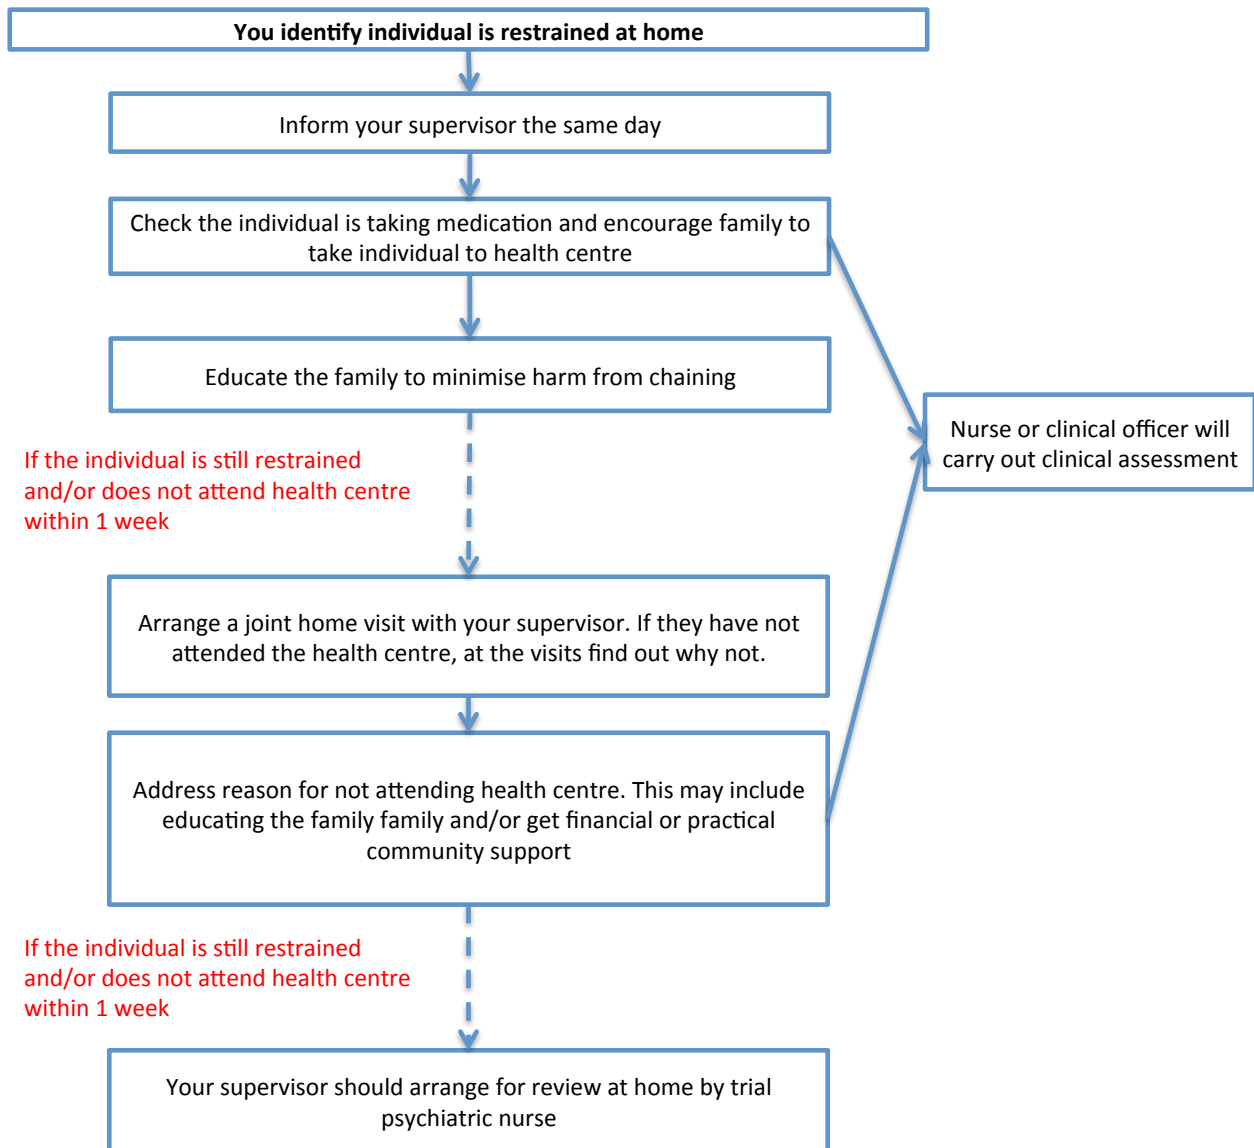 You identify individual is restrained at home
Inform your supervisor the same day
Check the individual is taking medication and encourage family to
take individual to health centre
Educate the family to minimise harm from chaining
Nurse or clinical officer will
carry out clinical assessment
If the individual is still restrained
and/or does not attend health centre
within 1 week
Arrange a joint home visit with your supervisor. If they have not
attended the health centre, at the visits find out why not.
Address reason for not attending health centre. This may include
educating the family family and/or get financial or practical
community support
If the individual is still restrained
and/or does not attend health centre
within 1 week
Your supervisor should arrange for review at home by trial
psychiatric nurse